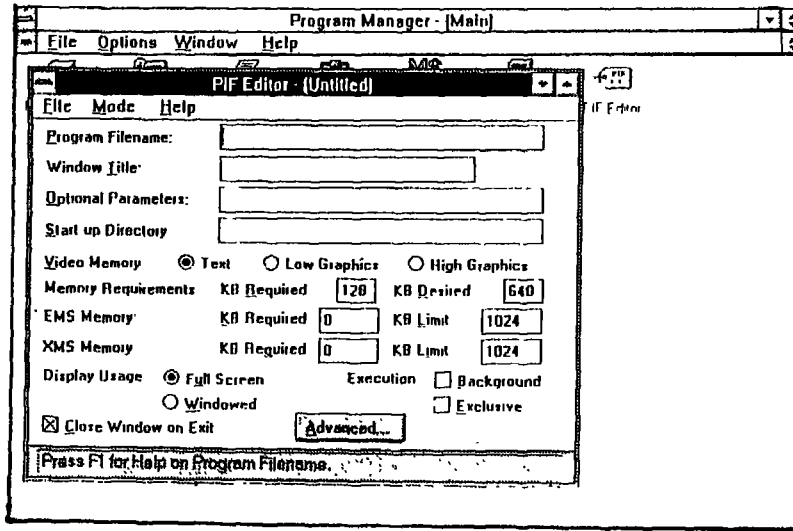 Program Manager - [Main]
File Options Window Help
PIF Editor - (Untitled)
File Mode Help
Program Filename:
Window Title:
Optional Parameters:
Start up Directory
Video Memory Text Low Graphics High Graphics
Memory Requirements KB Required 128 KB Desired 640
EMS Memory: KB Required 0 KB Limit 1024
XMS Memory KB Required 0 KB Limit 1024
Display Usage Full Screen Execution Background
Windowed Exclusive
Close Window on Exit Advanced...
Press F1 for Help on Program Filename.
PIF
IF Editor